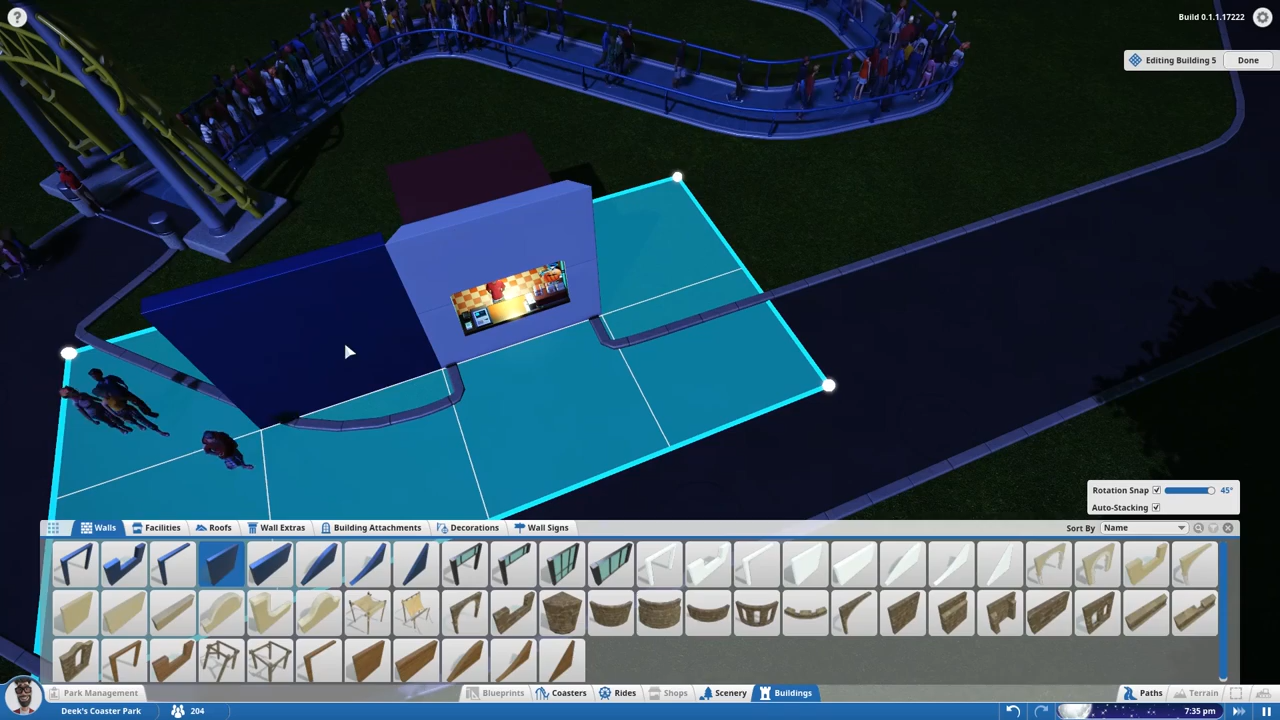 ?
Build 0.1.1.17222
Editing Building 5 Done
Rotation Snap 45°
Auto-Stacking
Walls Facilities Roofs Wall Extras Building Attachments Decorations Wall Signs Sort By Name
Park Management Blueprints Coasters Rides Shops Scenery Buildings Paths Terrain
Deek's Coaster Park 204 7:35 pm